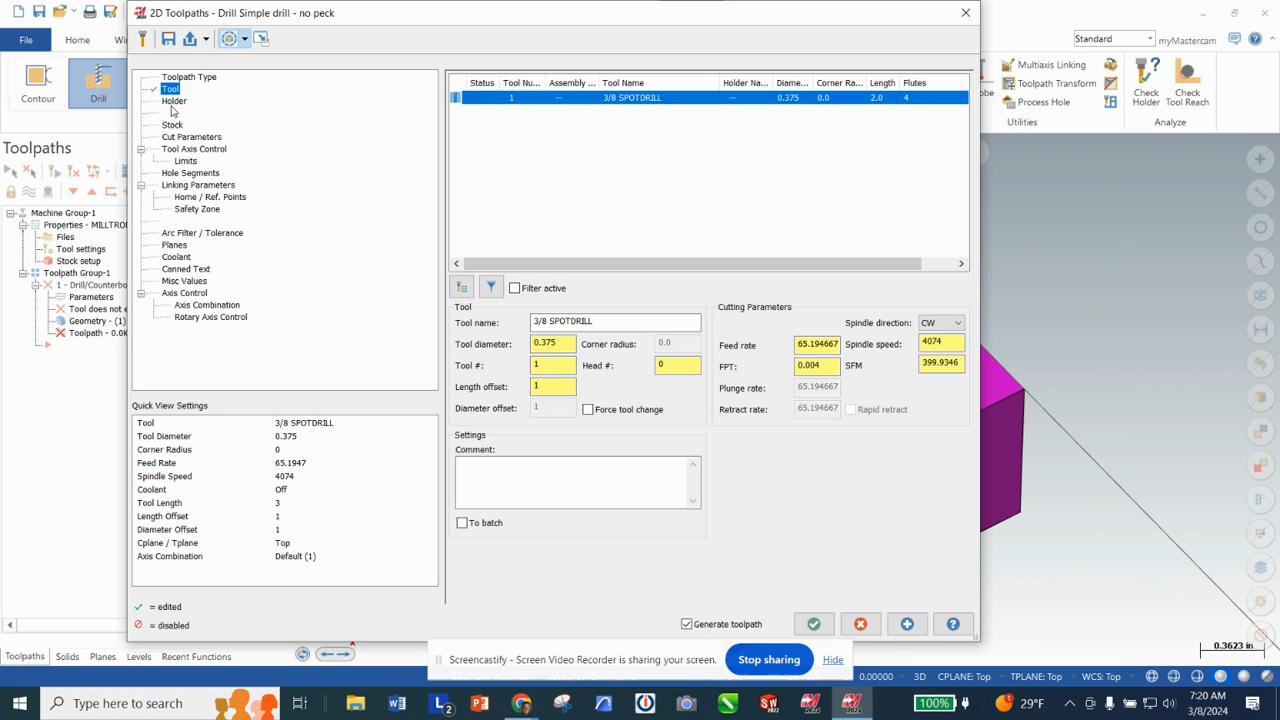 2D Toolpaths - Drill Simple drill - no peck
File
Home
Standard
myMastercam
Contour
Drill
Multiaxis Linking
Toolpath Transform
Process Hole
Utilities
Check Holder
Check Tool Reach
Analyze
Toolpaths
Machine Group-1
Properties - MILLTRON
Files
Tool settings
Stock setup
Toolpath Group-1
1 - Drill/Counterbo
Parameters
Tool does not e
Geometry - (1)
Toolpath - 0.0K
Toolpath Type
Tool
Holder
Stock
Cut Parameters
Tool Axis Control
Limits
Hole Segments
Linking Parameters
Home / Ref. Points
Safety Zone
Arc Filter / Tolerance
Planes
Coolant
Canned Text
Misc Values
Axis Control
Axis Combination
Rotary Axis Control
Status Tool Nu... Assembly ... Tool Name Holder Na... Diame... Corner Ra... Length Flutes
1 -- 3/8 SPOTDRILL -- 0.375 0.0 2.0 4
Filter active
Tool
Tool name: 3/8 SPOTDRILL
Tool diameter: 0.375 Corner radius: 0.0
Tool #: 1 Head #: 0
Length offset: 1
Diameter offset: 1 Force tool change
Cutting Parameters
Spindle direction: CW
Feed rate 65.194667 Spindle speed: 4074
FPT: 0.004 SFM 399.9346
Plunge rate: 65.194667
Retract rate: 65.194667 Rapid retract
Settings
Comment:
To batch
Quick View Settings
Tool 3/8 SPOTDRILL
Tool Diameter 0.375
Corner Radius 0
Feed Rate 65.1947
Spindle Speed 4074
Coolant Off
Tool Length 3
Length Offset 1
Diameter Offset 1
Cplane / Tplane Top
Axis Combination Default (1)
= edited
= disabled
Generate toolpath
0.3623 in
Toolpaths Solids Planes Levels Recent Functions
Screencastify - Screen Video Recorder is sharing your screen. Stop sharing Hide
0.00000 3D CPLANE: Top TPLANE: Top WCS: Top
Type here to search
100%
29°F
7:20 AM
3/8/2024